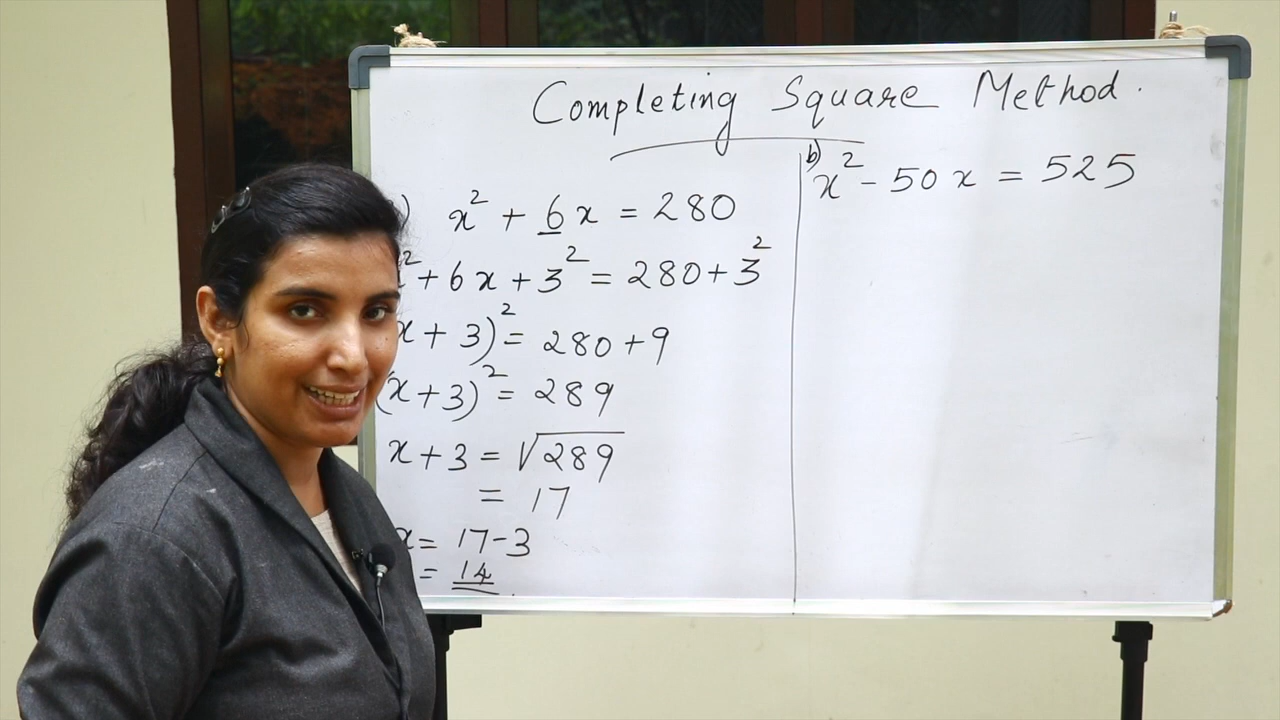 Completing Square Method.
) x² + 6x = 280
² + 6x + 3² = 280 + 3²
x + 3)² = 280 + 9
(x + 3)² = 289
x + 3 = √289
= 17
x = 17 - 3
= 14
b) x² - 50x = 525